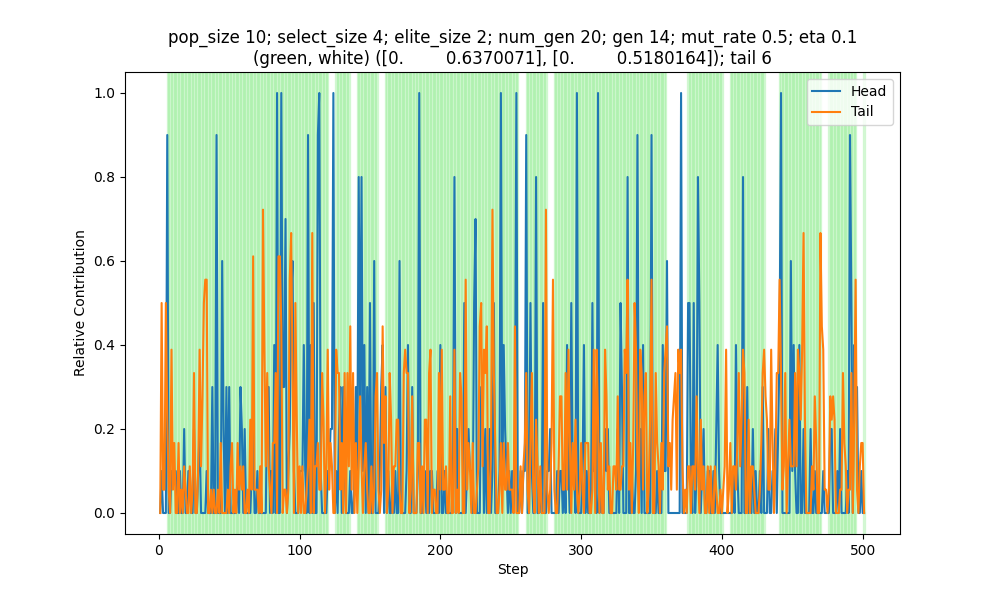 pop_size 10; select_size 4; elite_size 2; num_gen 20; gen 14; mut_rate 0.5; eta 0.1
(green, white) ([0.         0.6370071], [0.         0.5180164]); tail 6
Head
Tail
1.0
0.8
0.6
0.4
0.2
0.0
Relative Contribution
0
100
200
300
400
500
Step